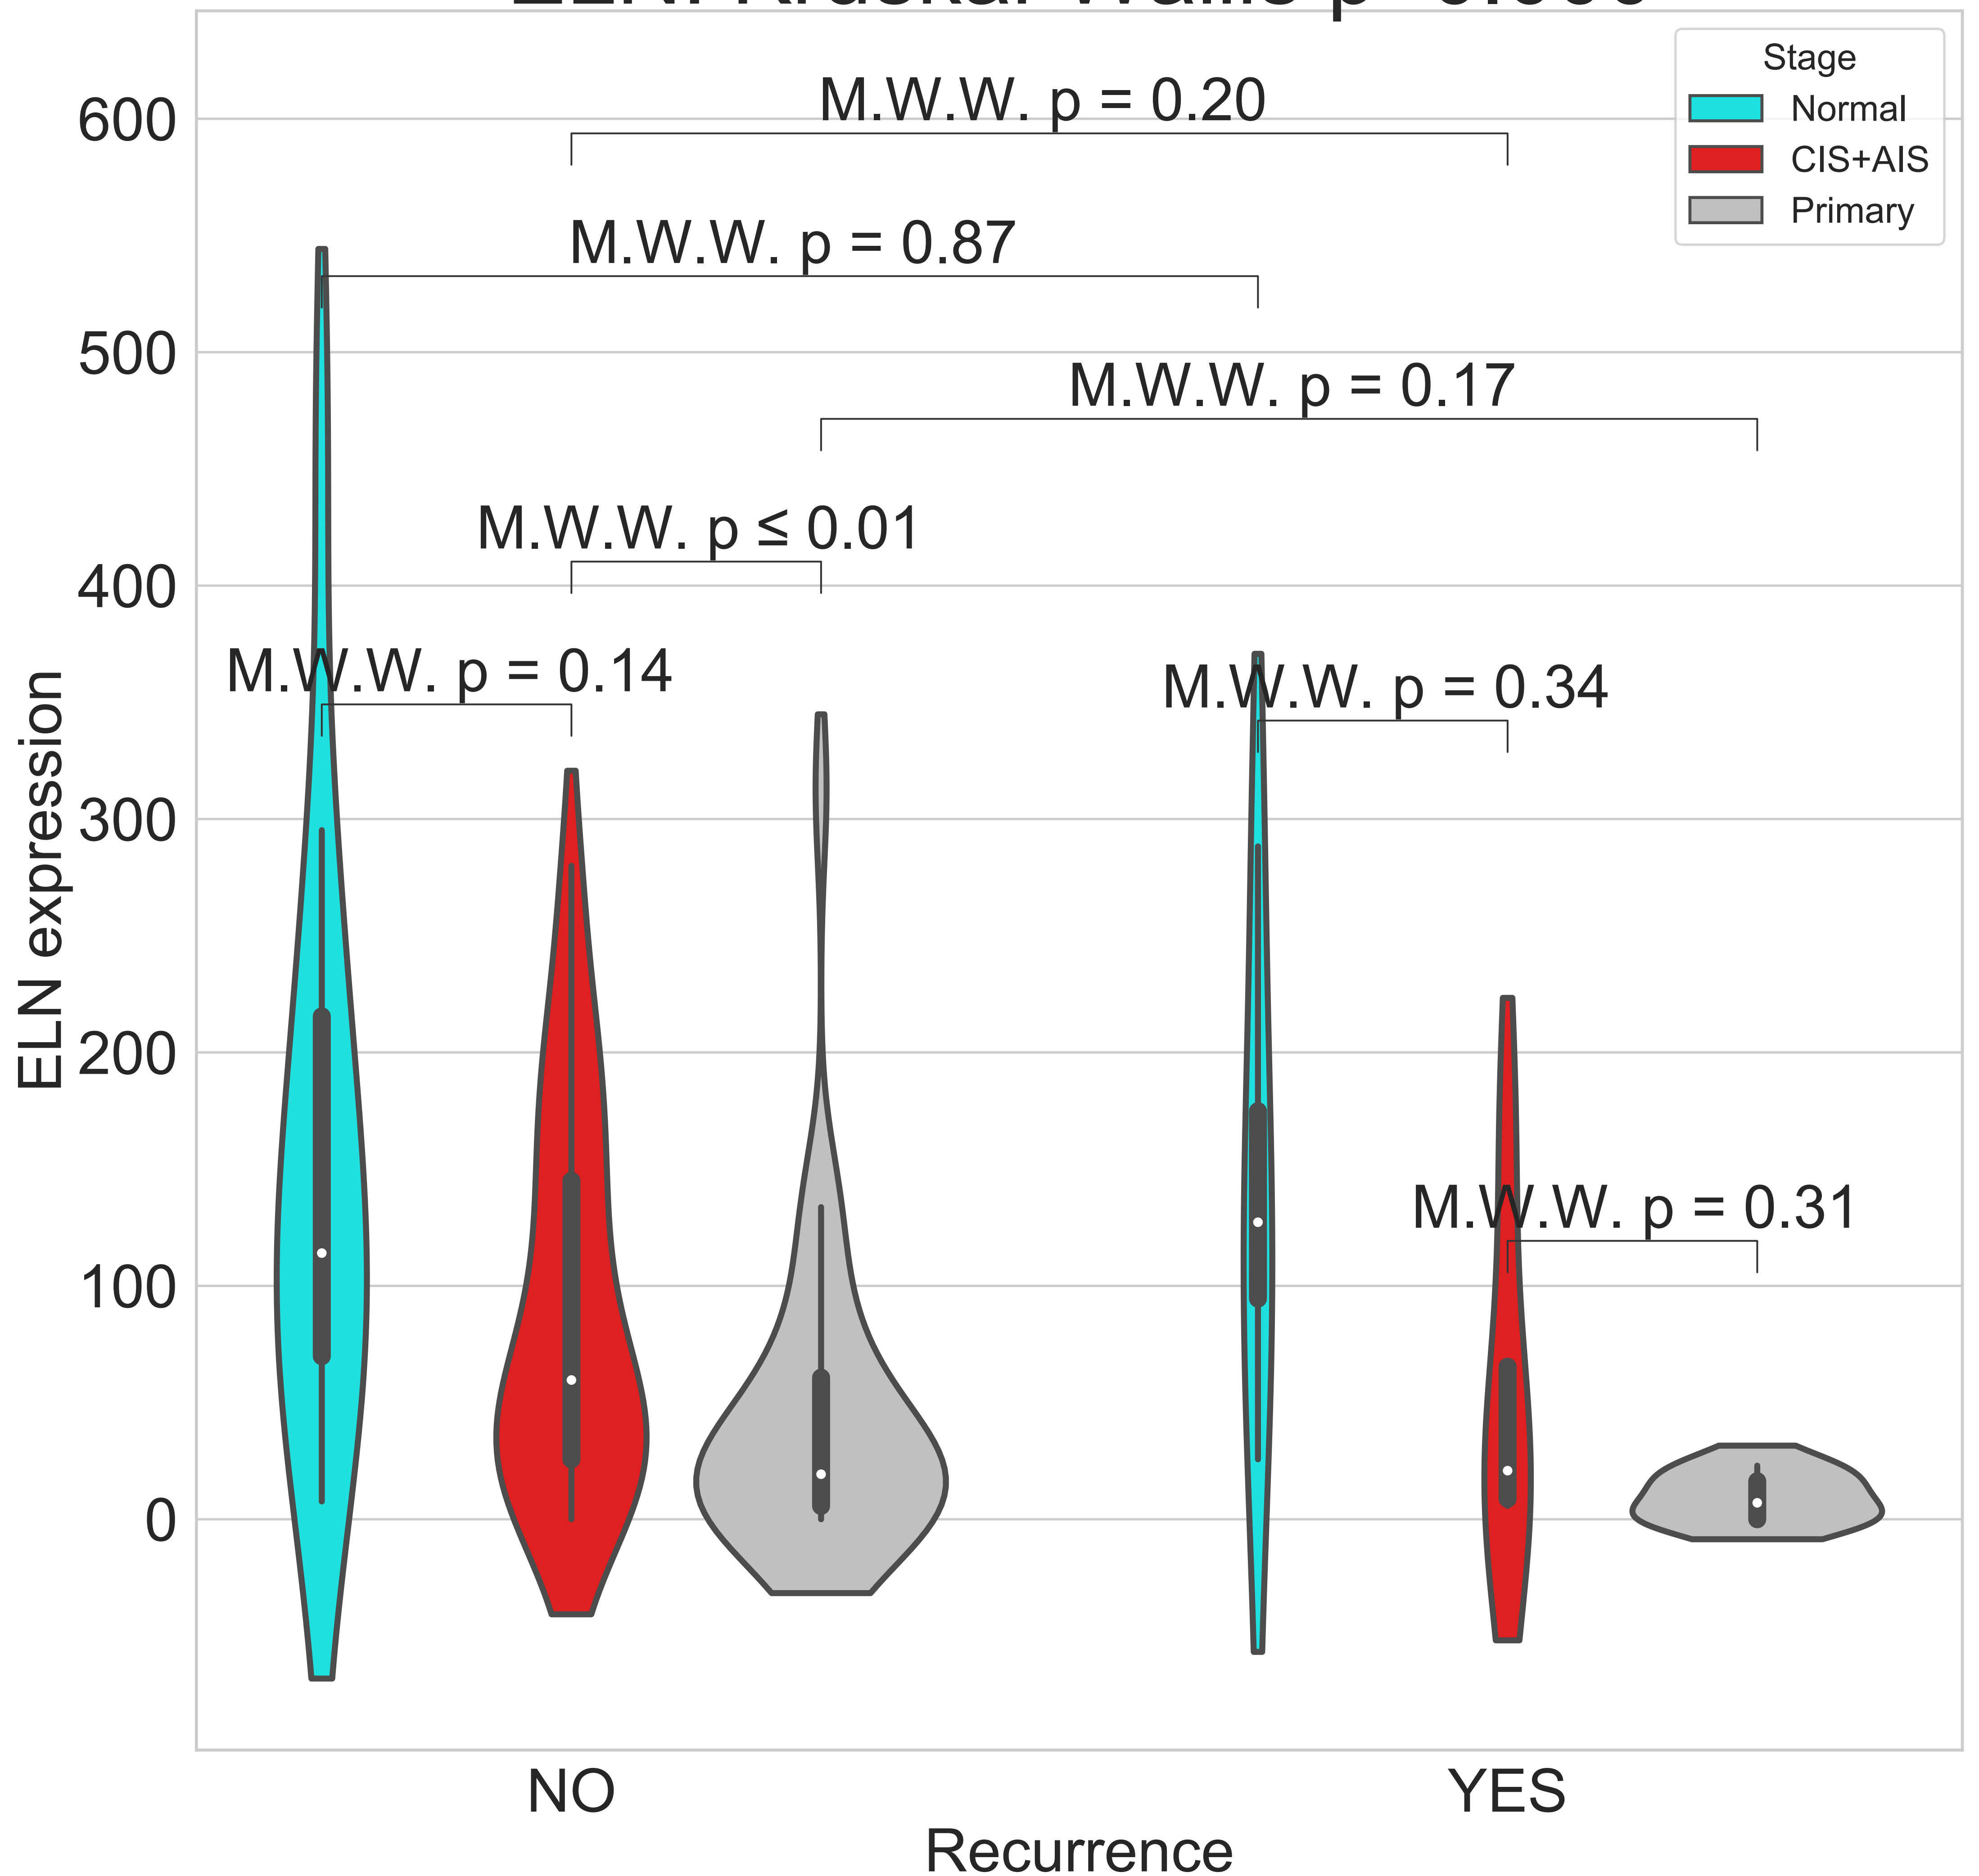 Stage
Normal
CIS+AIS
Primary
M.W.W. p = 0.20
M.W.W. p = 0.87
M.W.W. p = 0.17
M.W.W. p ≤ 0.01
M.W.W. p = 0.14
M.W.W. p = 0.34
M.W.W. p = 0.31
600
500
400
300
200
100
0
ELN expression
NO
YES
Recurrence